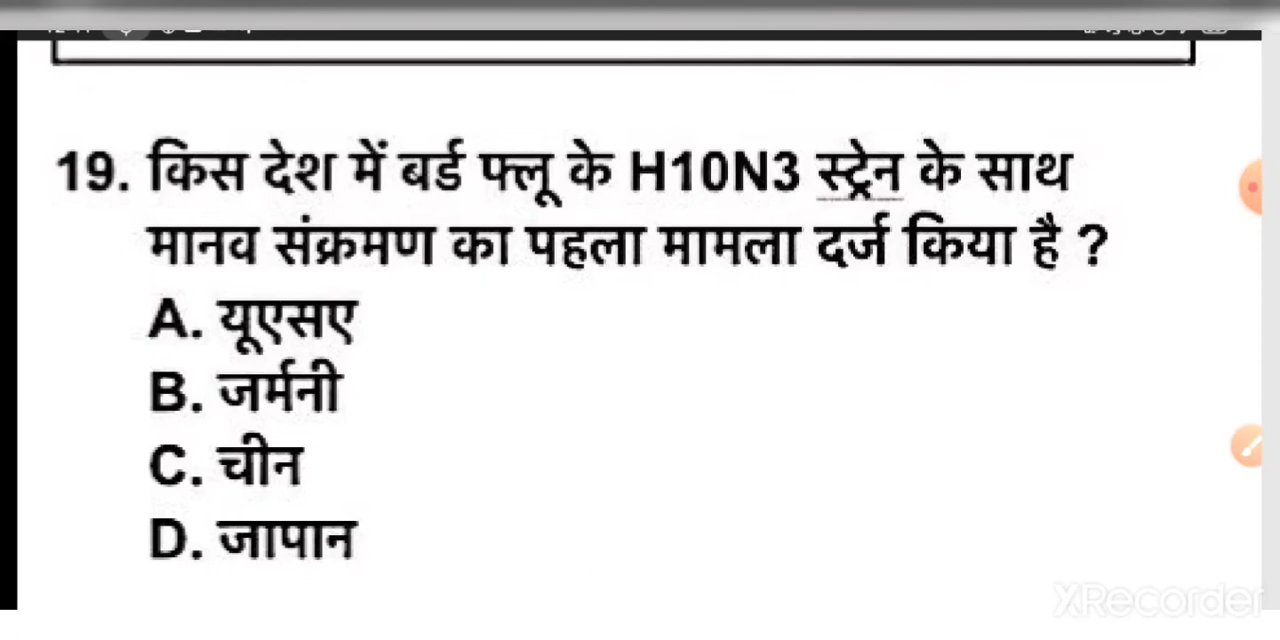 19. किस देश में बर्ड फ्लू के H10N3 स्ट्रेन के साथ
मानव संक्रमण का पहला मामला दर्ज किया है ?
A. यूएसए
B. जर्मनी
C. चीन
D. जापान
XRecorder